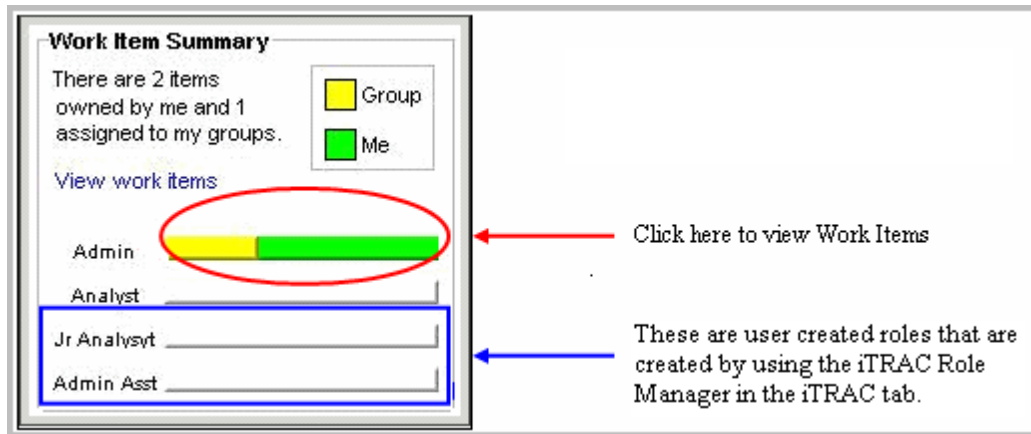 Work Item Summary
There are 2 items
owned by me and 1
assigned to my groups.
Group
Me
View work items
Admin
Click here to view Work Items
.
Analyst
Jr Analysyt
Admin Asst
These are user created roles that are
created by using the iTRAC Role
Manager in the iTRAC tab.